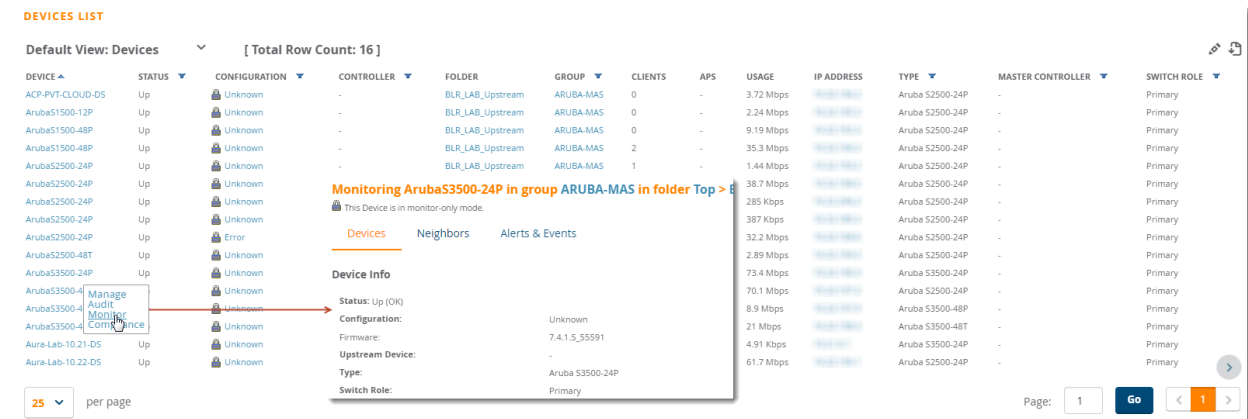 DEVICES LIST
Default View: Devices [ Total Row Count: 16 ]
DEVICE STATUS CONFIGURATION CONTROLLER FOLDER GROUP CLIENTS APS USAGE IP ADDRESS TYPE MASTER CONTROLLER SWITCH ROLE
ACP-PVT-CLOUD-DS Up Unknown - BLR_LAB_Upstream ARUBA-MAS 0 - 3.72 Mbps Aruba S2500-24P - Primary
ArubaS1500-12P Up Unknown - BLR_LAB_Upstream ARUBA-MAS 0 - 2.24 Mbps Aruba S2500-24P - Primary
ArubaS1500-48P Up Unknown - BLR_LAB_Upstream ARUBA-MAS 0 - 9.19 Mbps Aruba S2500-24P - Primary
ArubaS1500-48P Up Unknown - BLR_LAB_Upstream ARUBA-MAS 2 - 35.3 Mbps Aruba S2500-24P - Primary
ArubaS2500-24P Up Unknown - BLR_LAB_Upstream ARUBA-MAS 1 - 1.44 Mbps Aruba S2500-24P - Primary
ArubaS2500-24P Up Unknown 38.7 Mbps Aruba S2500-24P - Primary
ArubaS2500-24P Up Unknown 285 Kbps Aruba S2500-24P - Primary
ArubaS2500-24P Up Unknown 387 Kbps Aruba S2500-24P - Primary
ArubaS2500-24P Up Error 32.2 Mbps Aruba S2500-24P - Primary
ArubaS2500-48T Up Unknown 2.89 Mbps Aruba S2500-24P - Primary
ArubaS3500-24P Up Unknown 73.4 Mbps Aruba S3500-24P - Primary
ArubaS3500-4 Unknown 70.1 Mbps Aruba S2500-24P - Primary
ArubaS3500-4 Unknown 8.9 Mbps Aruba S3500-48P - Primary
ArubaS3500-4 Unknown 21 Mbps Aruba S3500-48T - Primary
Aura-Lab-10.21-DS Up Unknown 4.91 Kbps Aruba S2500-24P - Primary
Aura-Lab-10.22-DS Up Unknown 61.7 Mbps Aruba S2500-24P - Primary
Manage
Audit
Monitor
Compliance
Monitoring ArubaS3500-24P in group ARUBA-MAS in folder Top >
This Device is in monitor-only mode.
Devices Neighbors Alerts & Events
Device Info
Status: Up (OK)
Configuration: Unknown
Firmware: 7.4.1.5_55591
Upstream Device: -
Type: Aruba S3500-24P
Switch Role: Primary
25 per page Page: 1 Go < 1 >